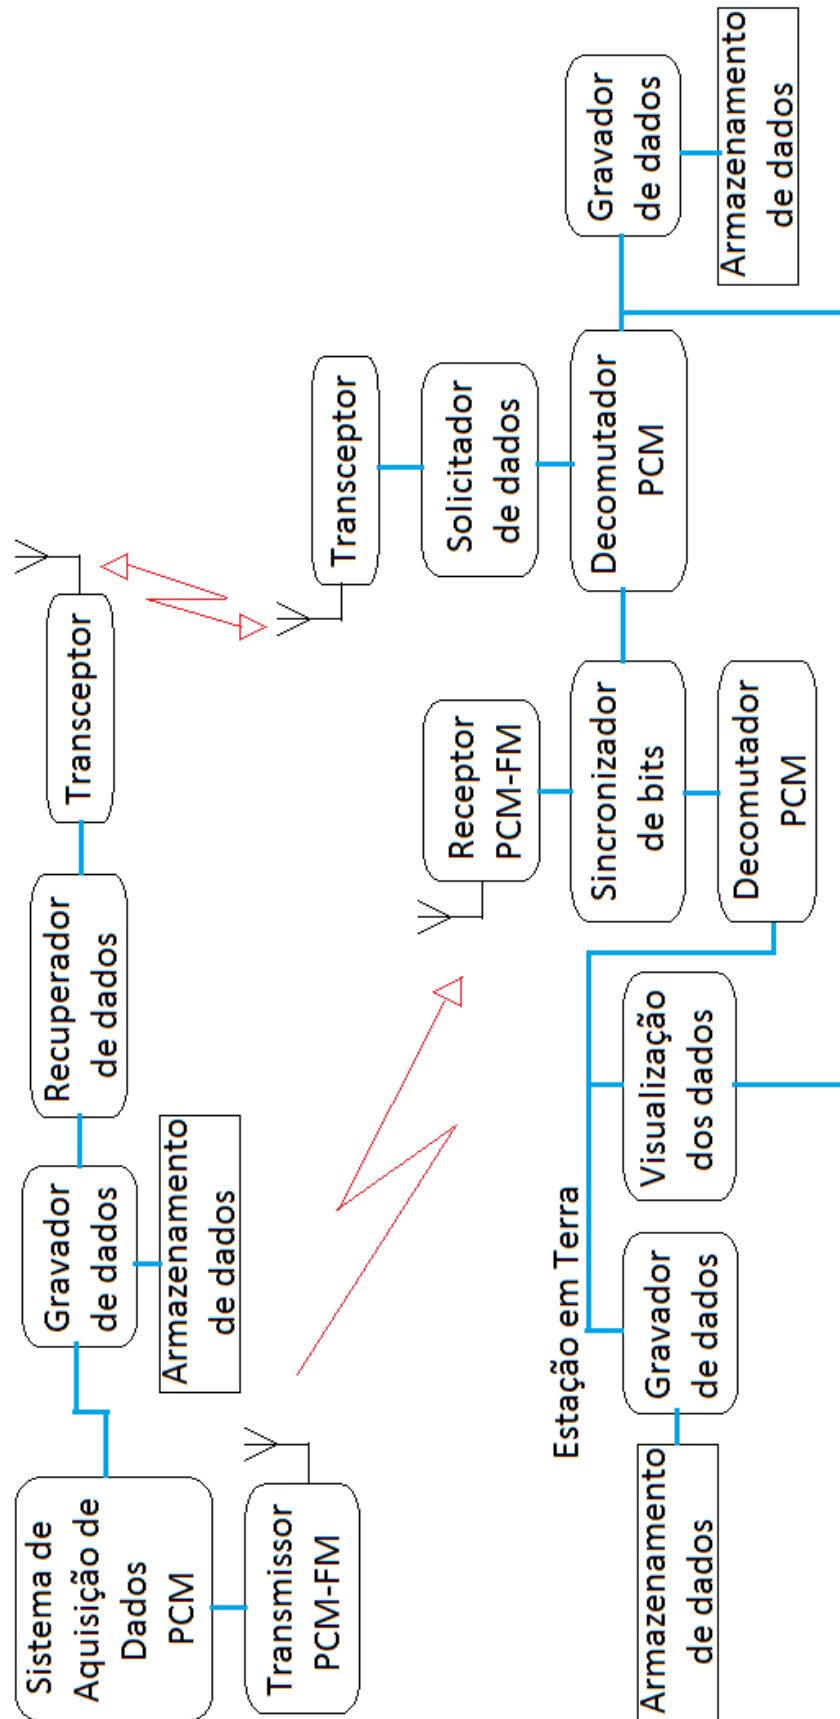 Sistema de
Aquisição de
Dados
PCM
Transmissor
PCM-FM
Gravador
de dados
Armazenamento
de dados
Recuperador
de dados
Transceptor
Estação em Terra
Transceptor
Solicitador
de dados
Receptor
PCM-FM
Sincronizador
de bits
Decomutador
PCM
Gravador
de dados
Armazenamento
de dados
Decomutador
PCM
Visualização
dos dados
Gravador
de dados
Armazenamento
de dados